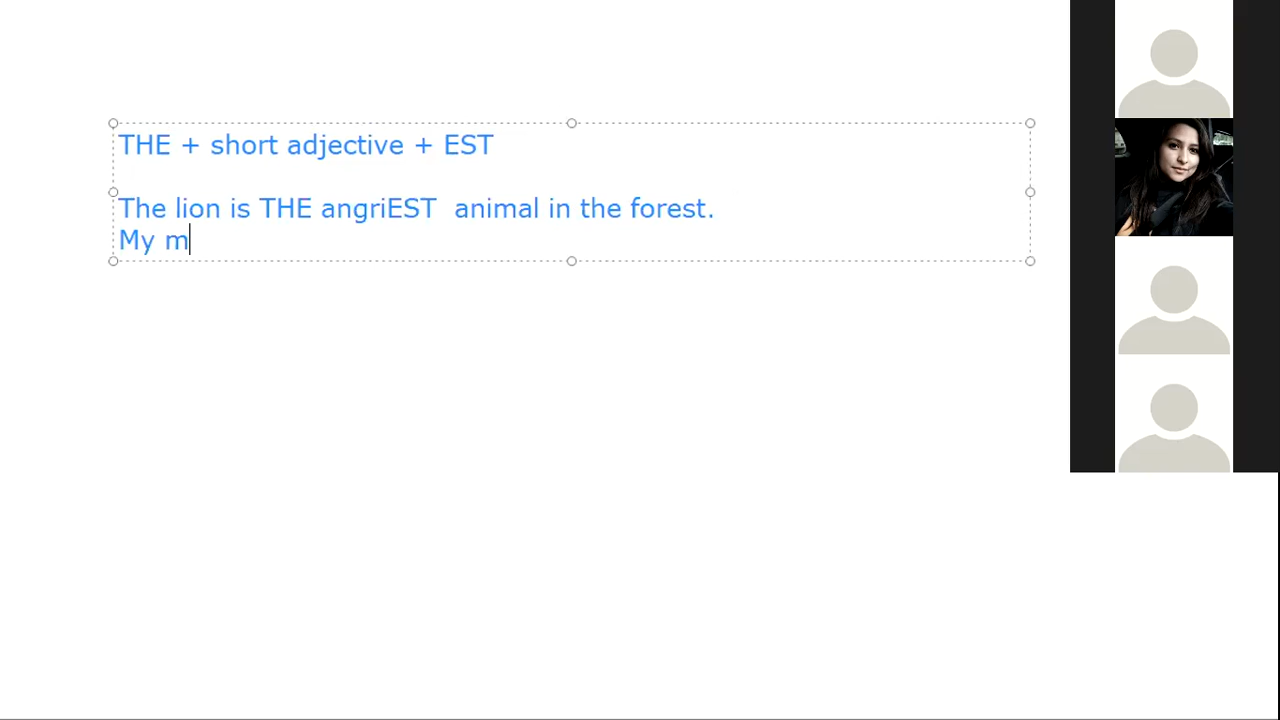 THE + short adjective + EST
The lion is THE angriEST  animal in the forest.
My m